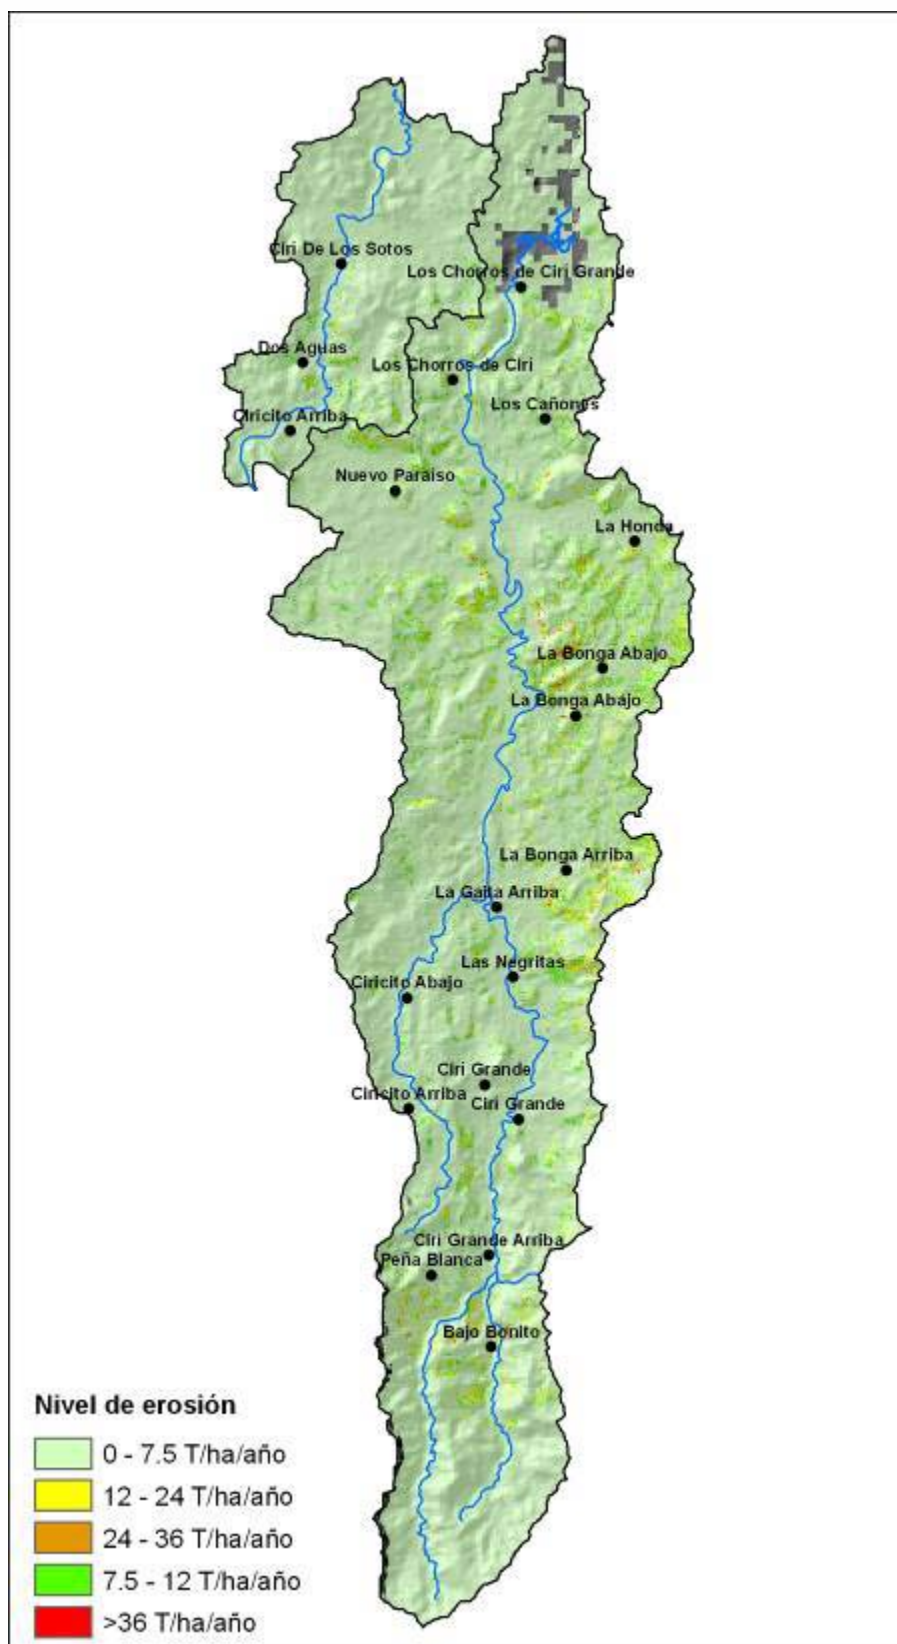 Ciri De Los Sotos
Los Chorros de Ciri Grande
Dos Aguas
Los Chorros de Ciri
Los Cañones
Ciricito Arriba
Nuevo Paraiso
La Honda
La Bonga Abajo
La Bonga Abajo
La Bonga Arriba
La Gaita Arriba
Las Negritas
Ciricito Abajo
Ciri Grande
Ciricito Arriba
Ciri Grande
Ciri Grande Arriba
Peña Blanca
Bajo Bonito
Nivel de erosión
0 - 7.5 T/ha/año
12 - 24 T/ha/año
24 - 36 T/ha/año
7.5 - 12 T/ha/año
>36 T/ha/año